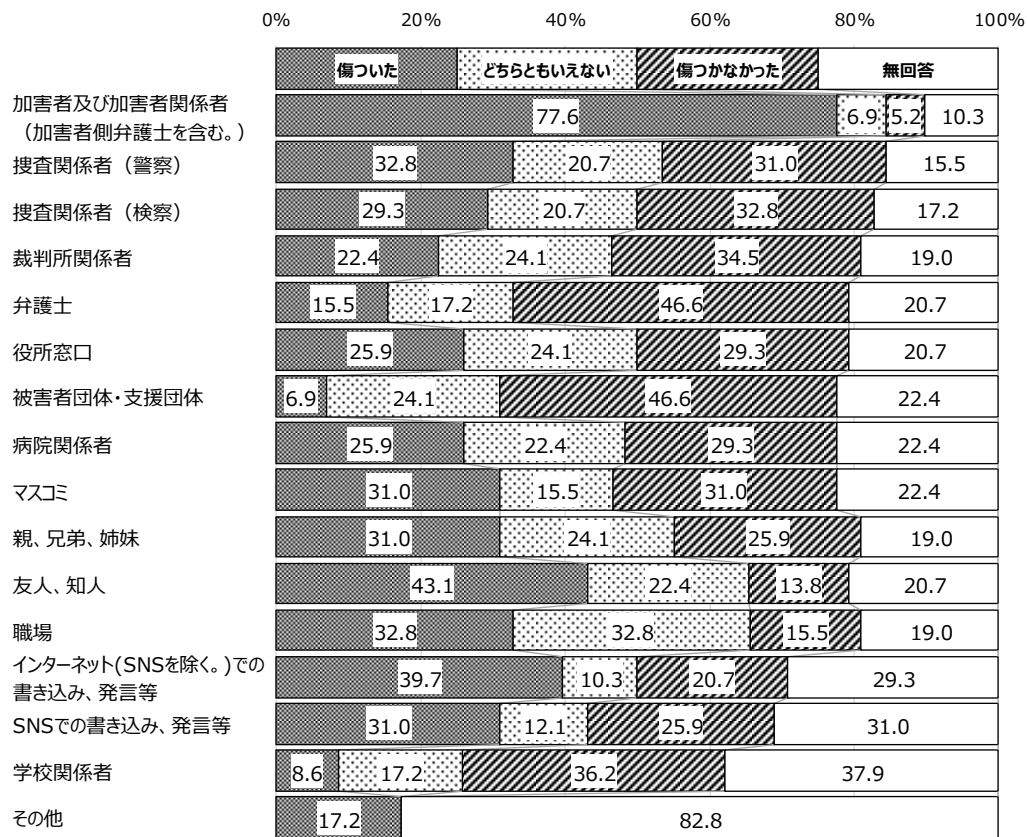 0% 20% 40% 60% 80% 100%
傷ついた どちらともいえない 傷つかなかった 無回答
加害者及び加害者関係者
（加害者側弁護士を含む。） 77.6 6.9 5.2 10.3
捜査関係者（警察） 32.8 20.7 31.0 15.5
捜査関係者（検察） 29.3 20.7 32.8 17.2
裁判所関係者 22.4 24.1 34.5 19.0
弁護士 15.5 17.2 46.6 20.7
役所窓口 25.9 24.1 29.3 20.7
被害者団体・支援団体 6.9 24.1 46.6 22.4
病院関係者 25.9 22.4 29.3 22.4
マスコミ 31.0 15.5 31.0 22.4
親、兄弟、姉妹 31.0 24.1 25.9 19.0
友人、知人 43.1 22.4 13.8 20.7
職場 32.8 32.8 15.5 19.0
インターネット(SNSを除く。)での
書き込み、発言等 39.7 10.3 20.7 29.3
SNSでの書き込み、発言等 31.0 12.1 25.9 31.0
学校関係者 8.6 17.2 36.2 37.9
その他 17.2 82.8